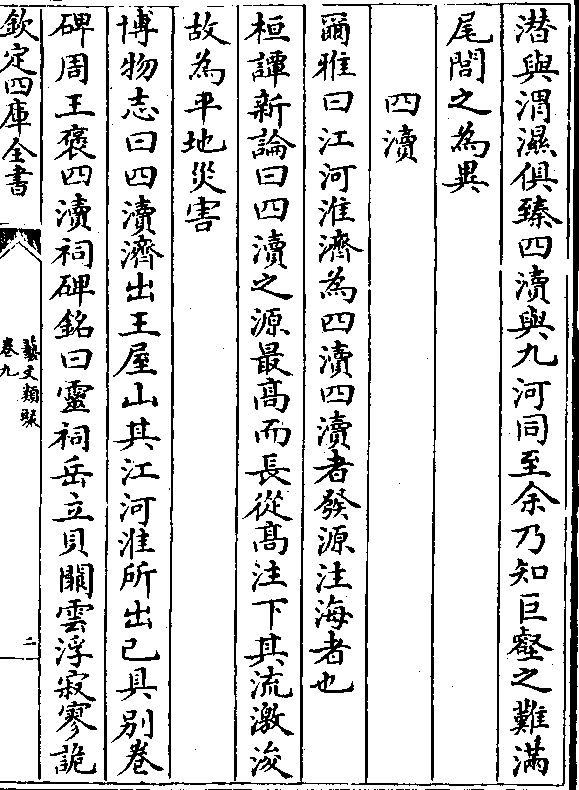 潜與渭濕俱臻四瀆與九河同至余乃知巨壑之難滿
尾閭之為異
四瀆
爾雅曰江河淮濟為四瀆四瀆者發源注海者也
桓譚新論曰四瀆之源最髙而長從髙注下其流激浚
故為平地災害
博物志曰四瀆濟出王屋山其江河淮所出已具别卷
碑周王襃四瀆祠碑銘曰靈祠岳立貝闕雲浮寂寥詭
欽定四庫全書
藝文類聚
卷九
二